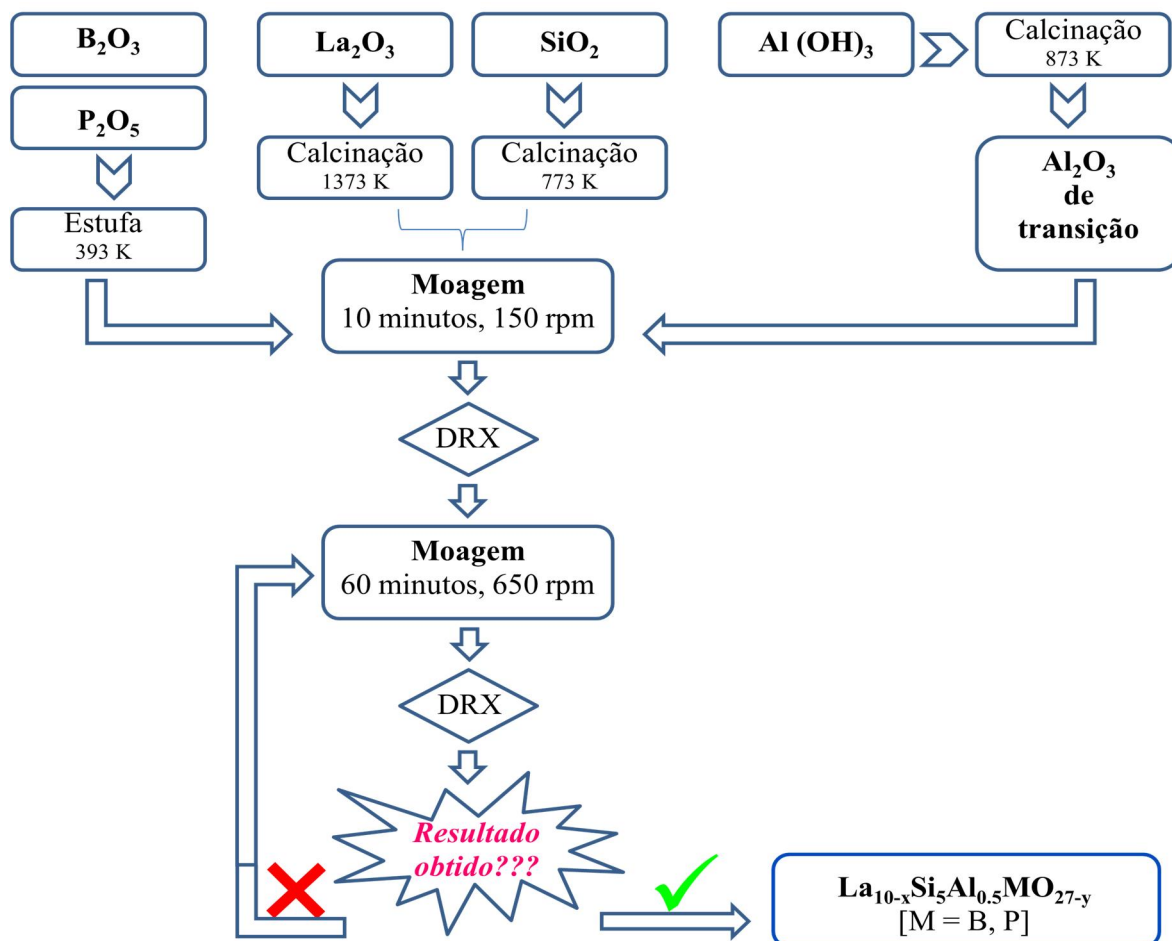 B₂O₃
P₂O₅
Estufa
393 K
La₂O₃
Calcinação
1373 K
SiO₂
Calcinação
773 K
Al (OH)₃
Calcinação
873 K
Al₂O₃
de
transição
Moagem
10 minutos, 150 rpm
DRX
Moagem
60 minutos, 650 rpm
DRX
Resultado
obtido???
La₁₀₋ₓSi₅Al₀.₅MO₂₇₋y
[M = B, P]